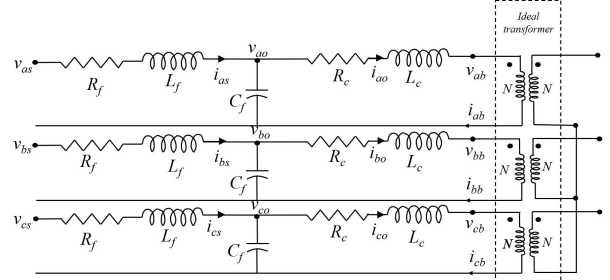 Ideal
transformer
v_as R_f L_f i_as v_ao R_c i_ao L_c v_ab N N
C_f
i_ab
v_bs R_f L_f i_bs v_bo R_c i_bo L_c v_bb N N
C_f
i_bb
v_cs R_f L_f i_cs v_co R_c i_co L_c v_cb N N
C_f
i_cb